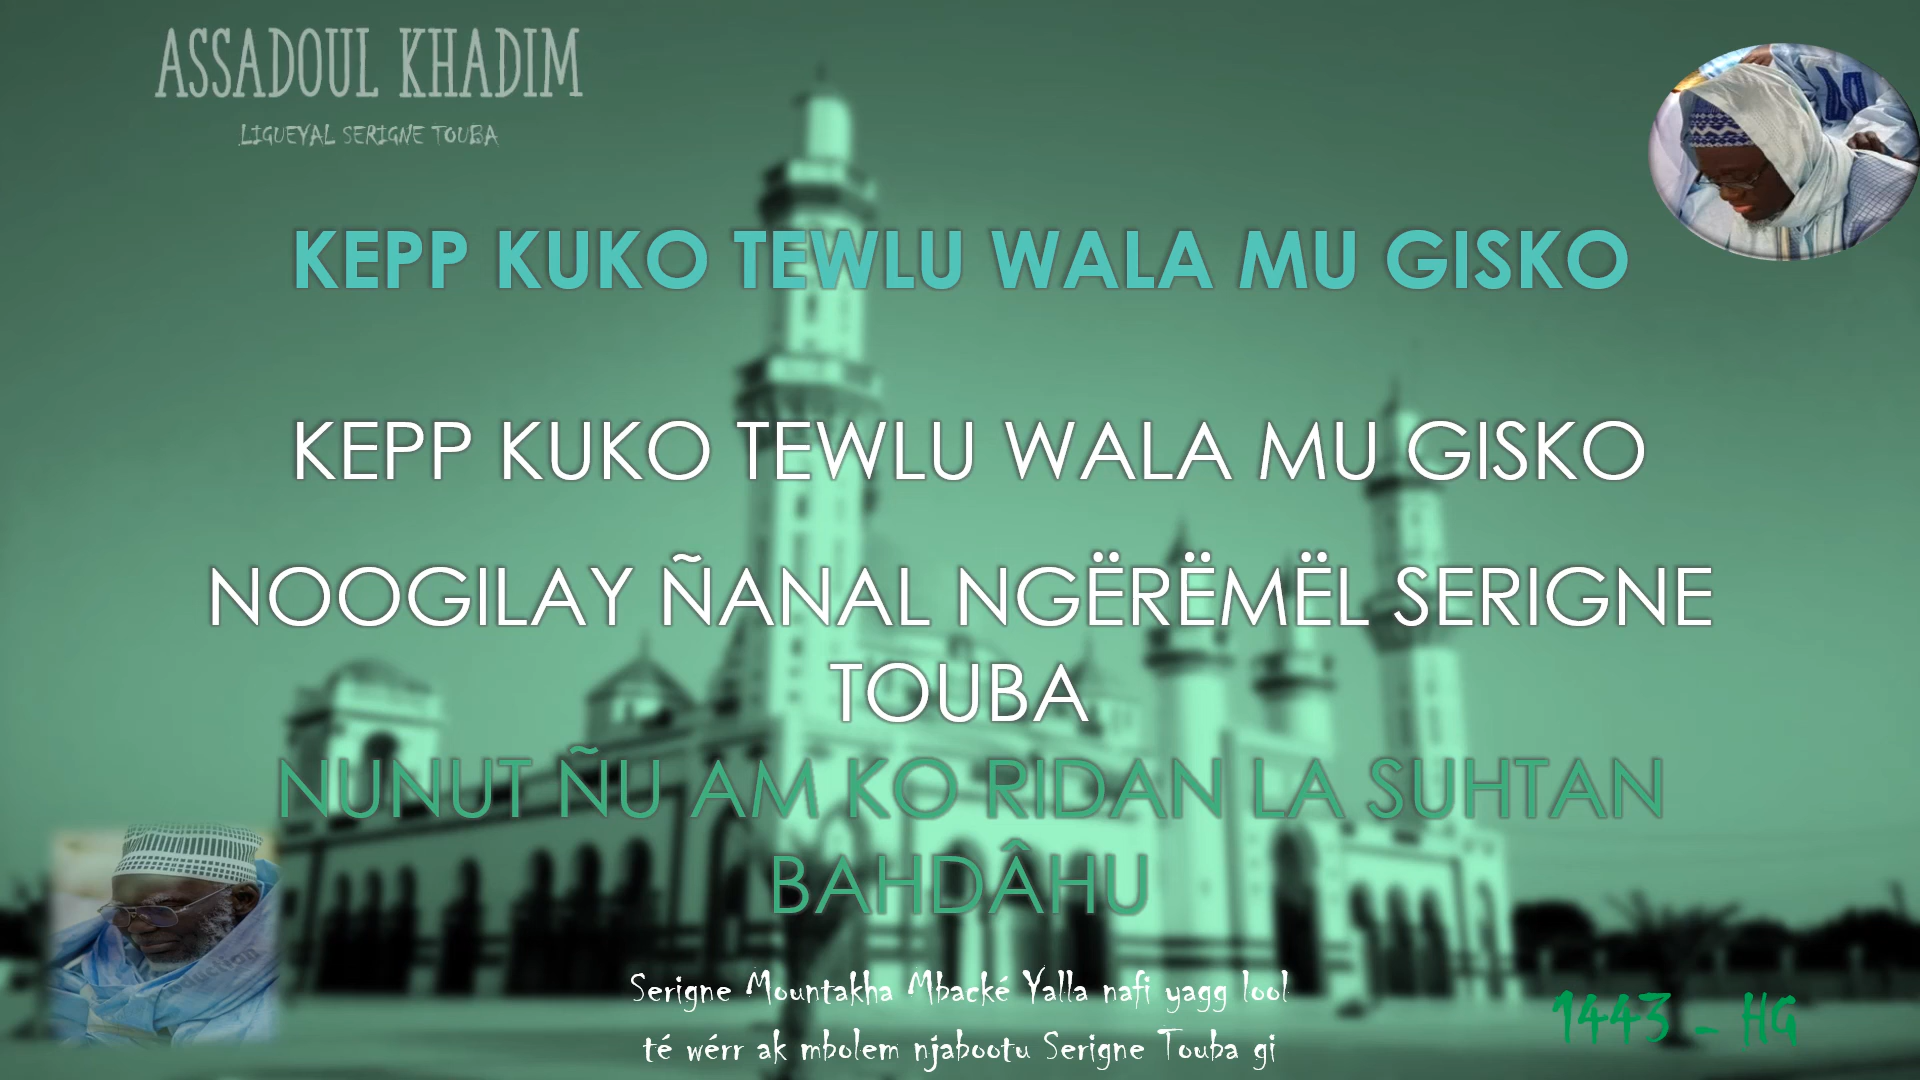 ASSADOUL KHADIM
LIGUEYAL SERIGNE TOUBA
KEPP KUKO TEWLU WALA MU GISKO
KEPP KUKO TEWLU WALA MU GISKO
NOOGILAY ÑANAL NGËRËMËL SERIGNE
TOUBA
NUNUT ÑU AM KO RIDAN LA SUHTAN
BAHDÂHU
Serigne Mountakha Mbacké Yalla nafi yagg lool
té wérr ak mbolem njabootu Serigne Touba gi
1443 - HG